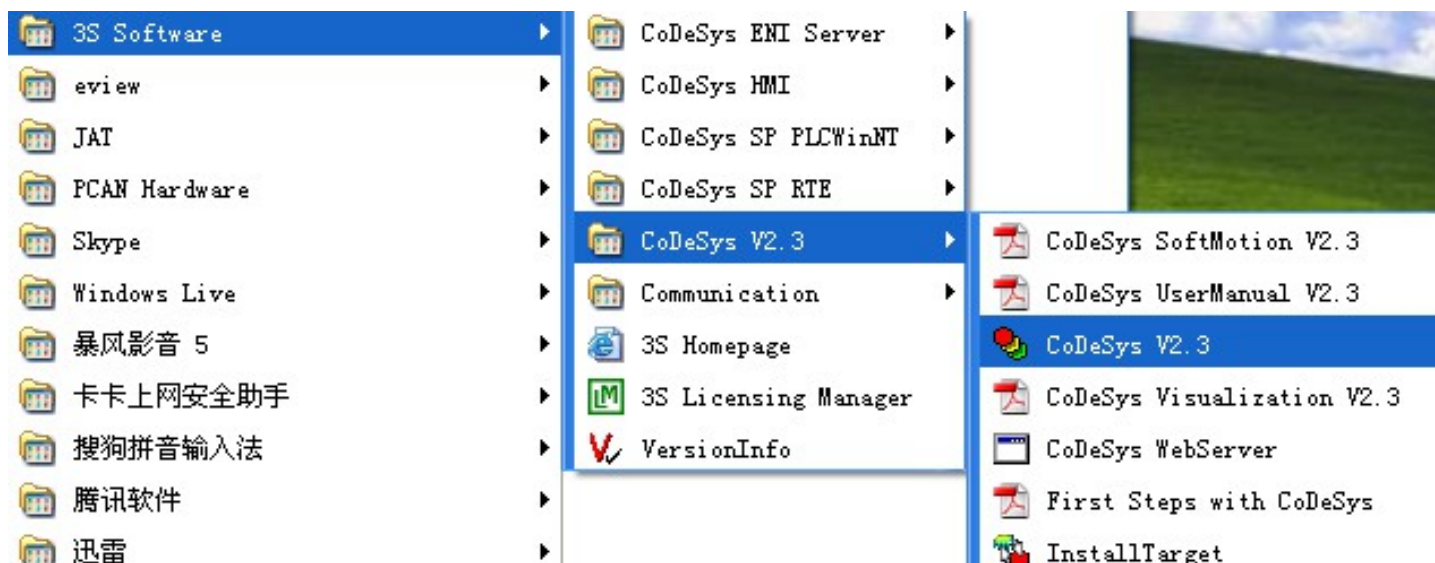 3S Software
eview
JAT
PCAN Hardware
Skype
Windows Live
暴风影音 5
卡卡上网安全助手
搜狗拼音输入法
腾讯软件
迅雷
CoDeSys ENI Server
CoDeSys HMI
CoDeSys SP PLCWinNT
CoDeSys SP RTE
CoDeSys V2.3
Communication
3S Homepage
3S Licensing Manager
VersionInfo
CoDeSys SoftMotion V2.3
CoDeSys UserManual V2.3
CoDeSys V2.3
CoDeSys Visualization V2.3
CoDeSys WebServer
First Steps with CoDeSys
InstallTarget